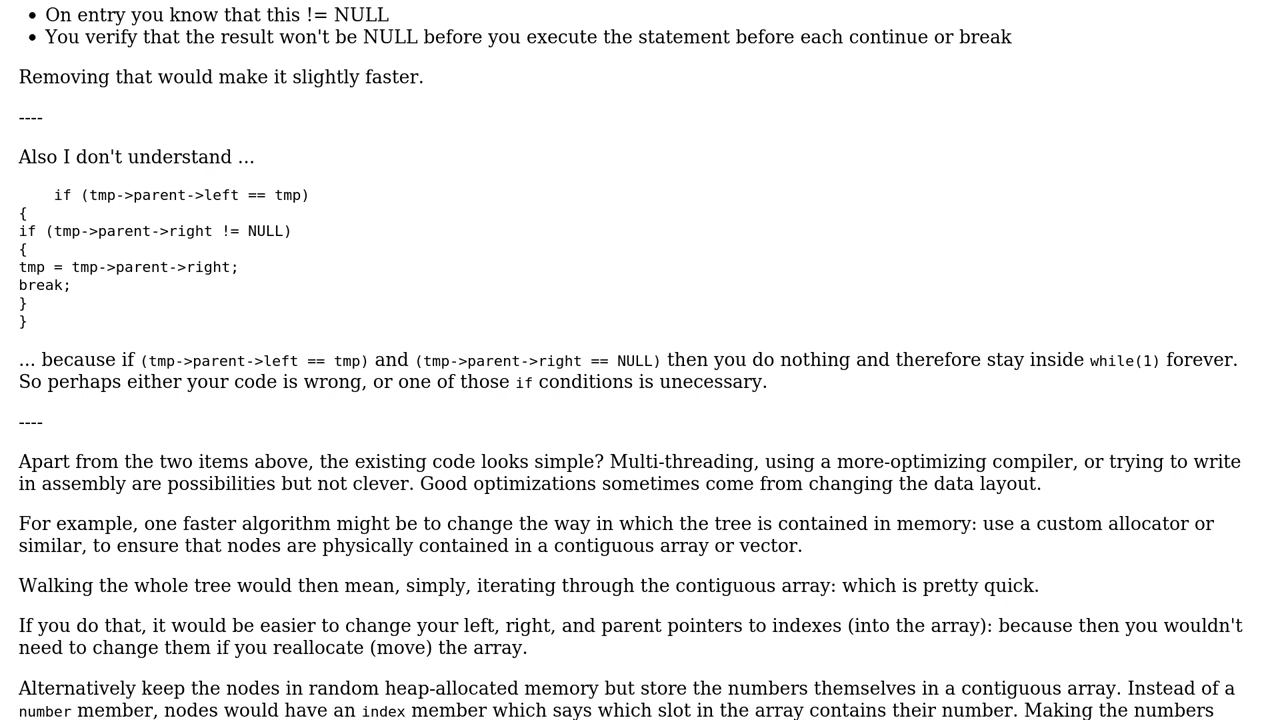 • On entry you know that this != NULL
• You verify that the result won't be NULL before you execute the statement before each continue or break
Removing that would make it slightly faster.
----
Also I don't understand ...
    if (tmp->parent->left == tmp)
{
if (tmp->parent->right != NULL)
{
tmp = tmp->parent->right;
break;
}
}
... because if (tmp->parent->left == tmp) and (tmp->parent->right == NULL) then you do nothing and therefore stay inside while(1) forever.
So perhaps either your code is wrong, or one of those if conditions is unecessary.
----
Apart from the two items above, the existing code looks simple? Multi-threading, using a more-optimizing compiler, or trying to write
in assembly are possibilities but not clever. Good optimizations sometimes come from changing the data layout.
For example, one faster algorithm might be to change the way in which the tree is contained in memory: use a custom allocator or
similar, to ensure that nodes are physically contained in a contiguous array or vector.
Walking the whole tree would then mean, simply, iterating through the contiguous array: which is pretty quick.
If you do that, it would be easier to change your left, right, and parent pointers to indexes (into the array): because then you wouldn't
need to change them if you reallocate (move) the array.
Alternatively keep the nodes in random heap-allocated memory but store the numbers themselves in a contiguous array. Instead of a
number member, nodes would have an index member which says which slot in the array contains their number. Making the numbers